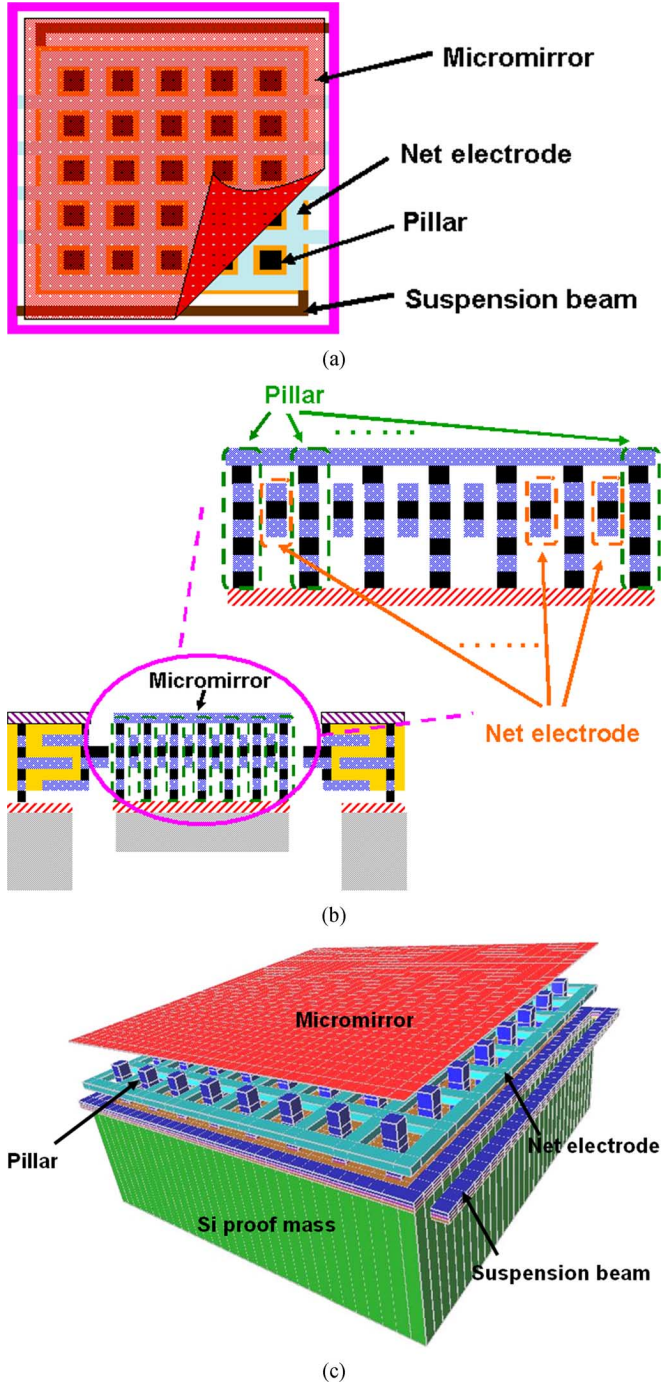 Micromirror
Net electrode
Pillar
Suspension beam
(a)
Pillar
Micromirror
Net electrode
(b)
Micromirror
Pillar
Net electrode
Si proof mass
Suspension beam
(c)